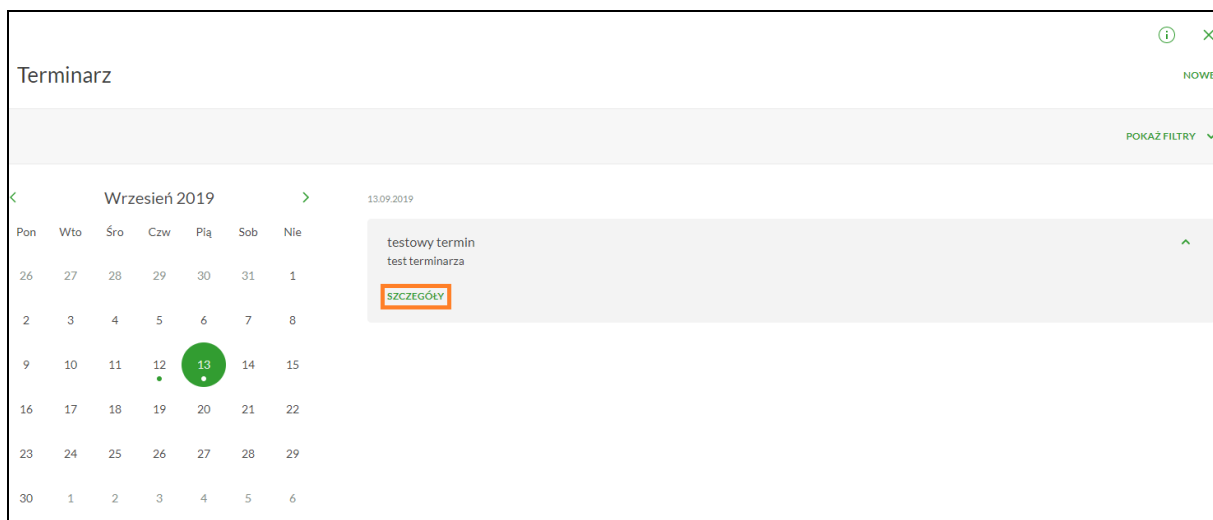 Terminarz
NOWE
POKAŻ FILTRY
Wrzesień 2019
Pon Wto Śro Czw Pią Sob Nie
26 27 28 29 30 31 1
2 3 4 5 6 7 8
9 10 11 12 13 14 15
16 17 18 19 20 21 22
23 24 25 26 27 28 29
30 1 2 3 4 5 6
13.09.2019
testowy termin
test terminarza
SZCZEGÓŁY